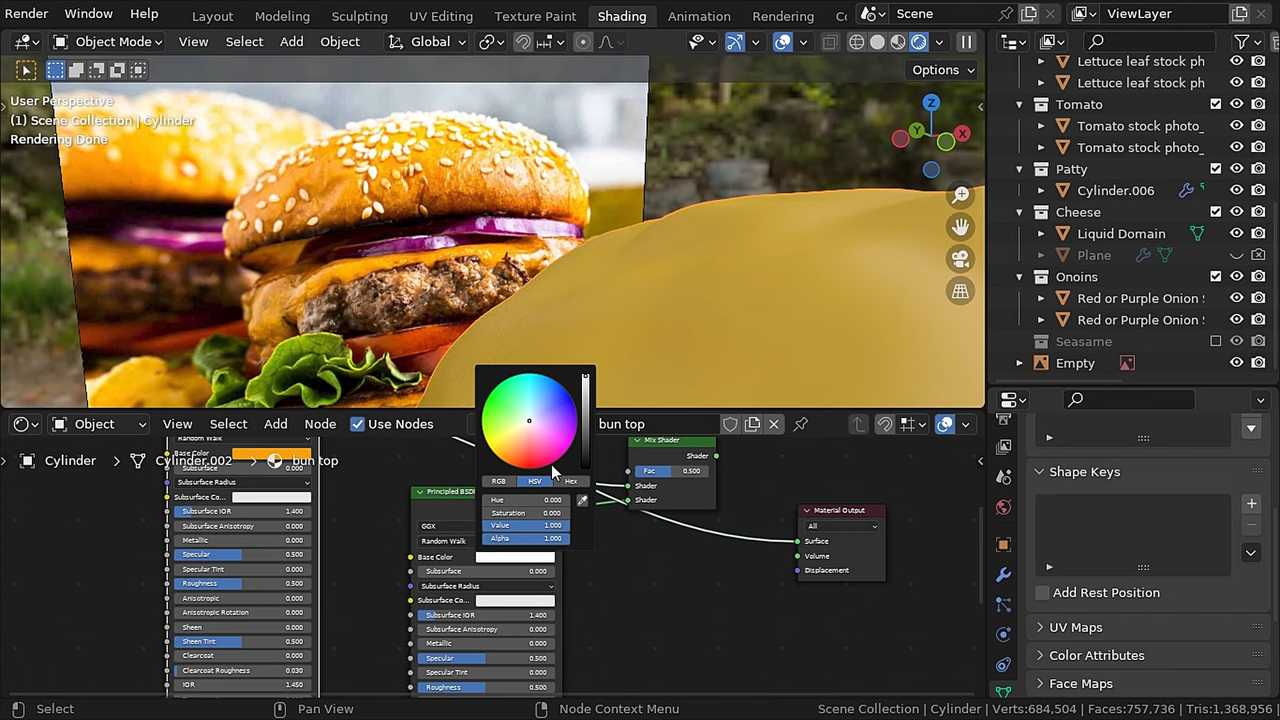 Render Window Help Layout Modeling Sculpting UV Editing Texture Paint Shading Animation Rendering Scene ViewLayer
Object Mode View Select Add Object Global
Options
User Perspective
(1) Scene Collection | Cylinder
Rendering Done
Z
Y
X
Lettuce leaf stock ph
Lettuce leaf stock ph
Tomato
Tomato stock photo_
Tomato stock photo_
Patty
Cylinder.006
Cheese
Liquid Domain
Plane
Onoins
Red or Purple Onion
Red or Purple Onion
Seasame
Empty
Object View Select Add Node Use Nodes bun top
Cylinder Cylinder.002 bun top
Random Walk
Base Color
Subsurface 0.000
Subsurface Radius
Subsurface Co...
Subsurface IOR 1.400
Subsurface Anisotropy 0.000
Metallic 0.000
Specular 0.500
Specular Tint 0.000
Roughness 0.500
Anisotropic 0.000
Anisotropic Rotation 0.000
Sheen 0.000
Sheen Tint 0.500
Clearcoat 0.000
Clearcoat Roughness 0.030
IOR 1.450
RGB HSV Hex
Hue 0.000
Saturation 0.000
Value 1.000
Alpha 1.000
Principled BSD
GGX
Random Walk
Base Color
Subsurface 0.000
Subsurface Radius
Subsurface Co...
Subsurface IOR 1.400
Subsurface Anisotropy 0.000
Metallic 0.000
Specular 0.500
Specular Tint 0.000
Roughness 0.500
Mix Shader
Shader
Fac 0.500
Shader
Shader
Material Output
All
Surface
Volume
Displacement
Shape Keys
Add Rest Position
UV Maps
Color Attributes
Face Maps
Select Pan View Node Context Menu Scene Collection | Cylinder | Verts:684,504 | Faces:757,736 | Tris:1,368,956